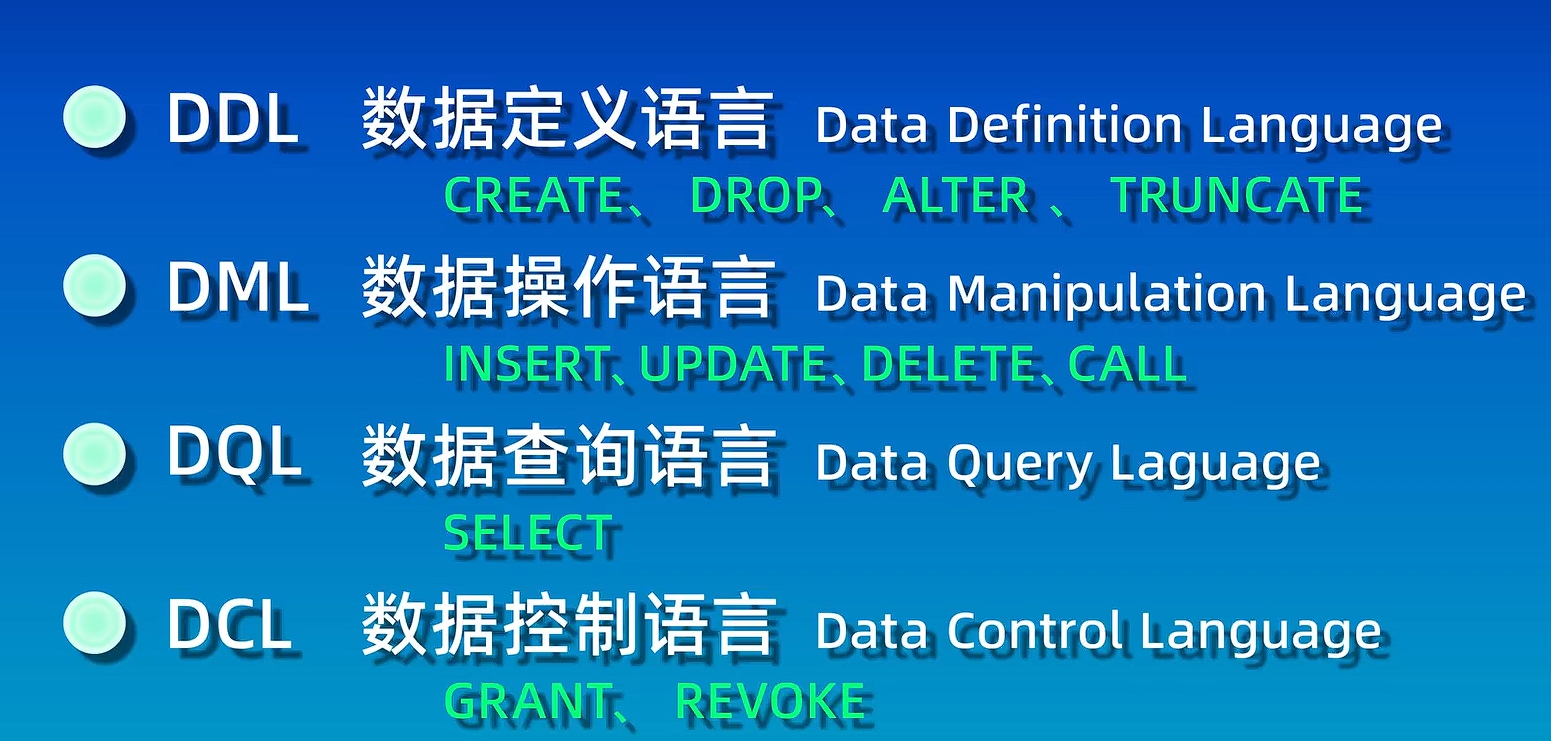 DDL 数据定义语言 Data Definition Language
CREATE、 DROP、 ALTER 、 TRUNCATE
DML 数据操作语言 Data Manipulation Language
INSERT、UPDATE、DELETE、CALL
DQL 数据查询语言 Data Query Laguage
SELECT
DCL 数据控制语言 Data Control Language
GRANT、 REVOKE